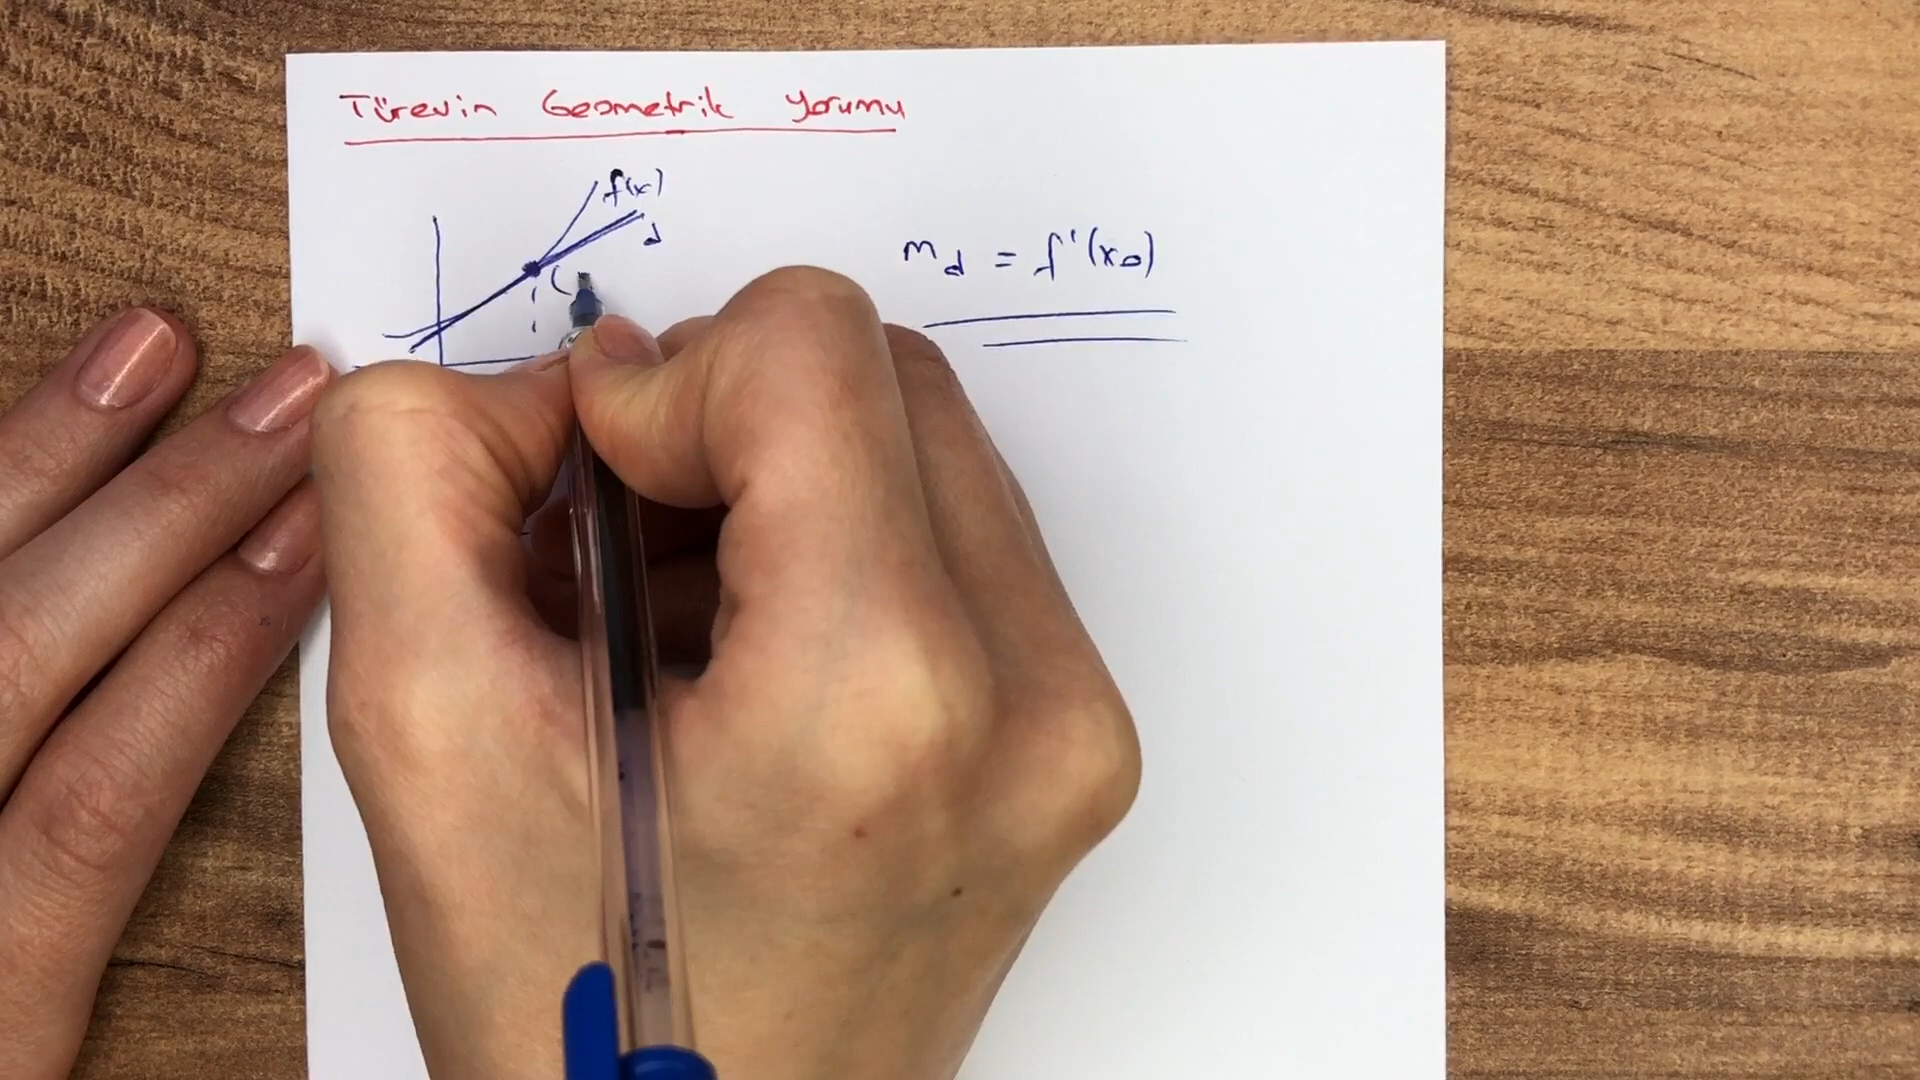 Türevin Geometrik Yorumu
f(x)
d
(
m_d = f'(x₀)